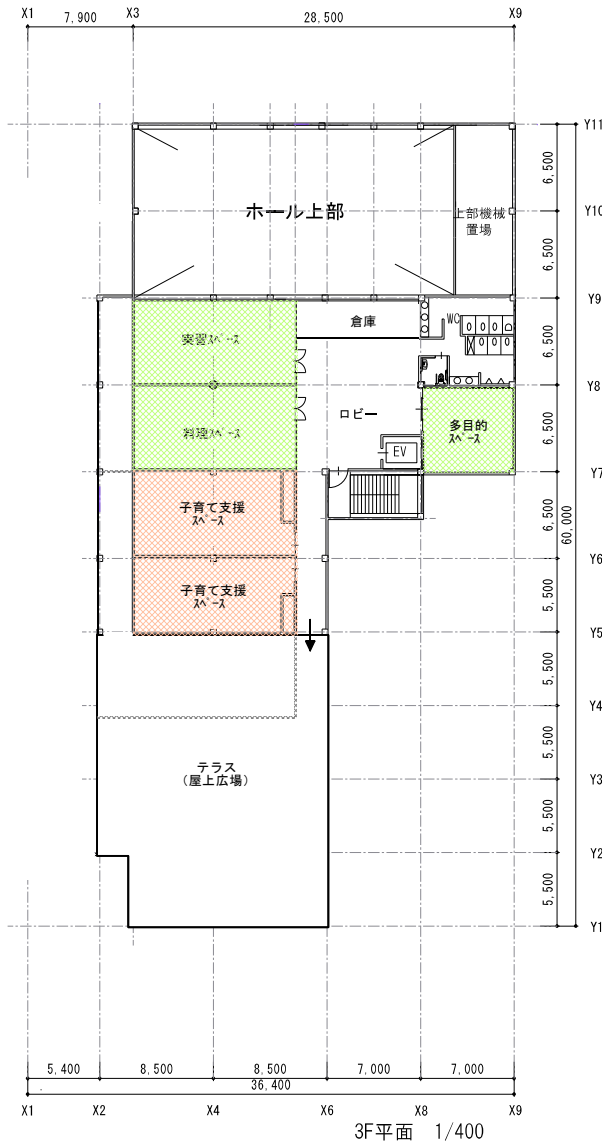 X1 X3 X9
7,900 28,500
Y11
6,500
ホール上部
上部機械
置場
Y10
6,500
Y9
倉庫
WC
実習ｽﾍﾟｰｽ
6,500
Y8
ロビー
多目的
ｽﾍﾟｰｽ
料理ｽﾍﾟｰｽ
EV
6,500
Y7
子育て支援
ｽﾍﾟｰｽ
6,500
60,000
Y6
子育て支援
ｽﾍﾟｰｽ
5,500
Y5
5,500
Y4
テラス
(屋上広場)
5,500
Y3
5,500
Y2
5,500
Y1
5,400 8,500 8,500 7,000 7,000
36,400
X1 X2 X4 X6 X8 X9
3F平面 1/400